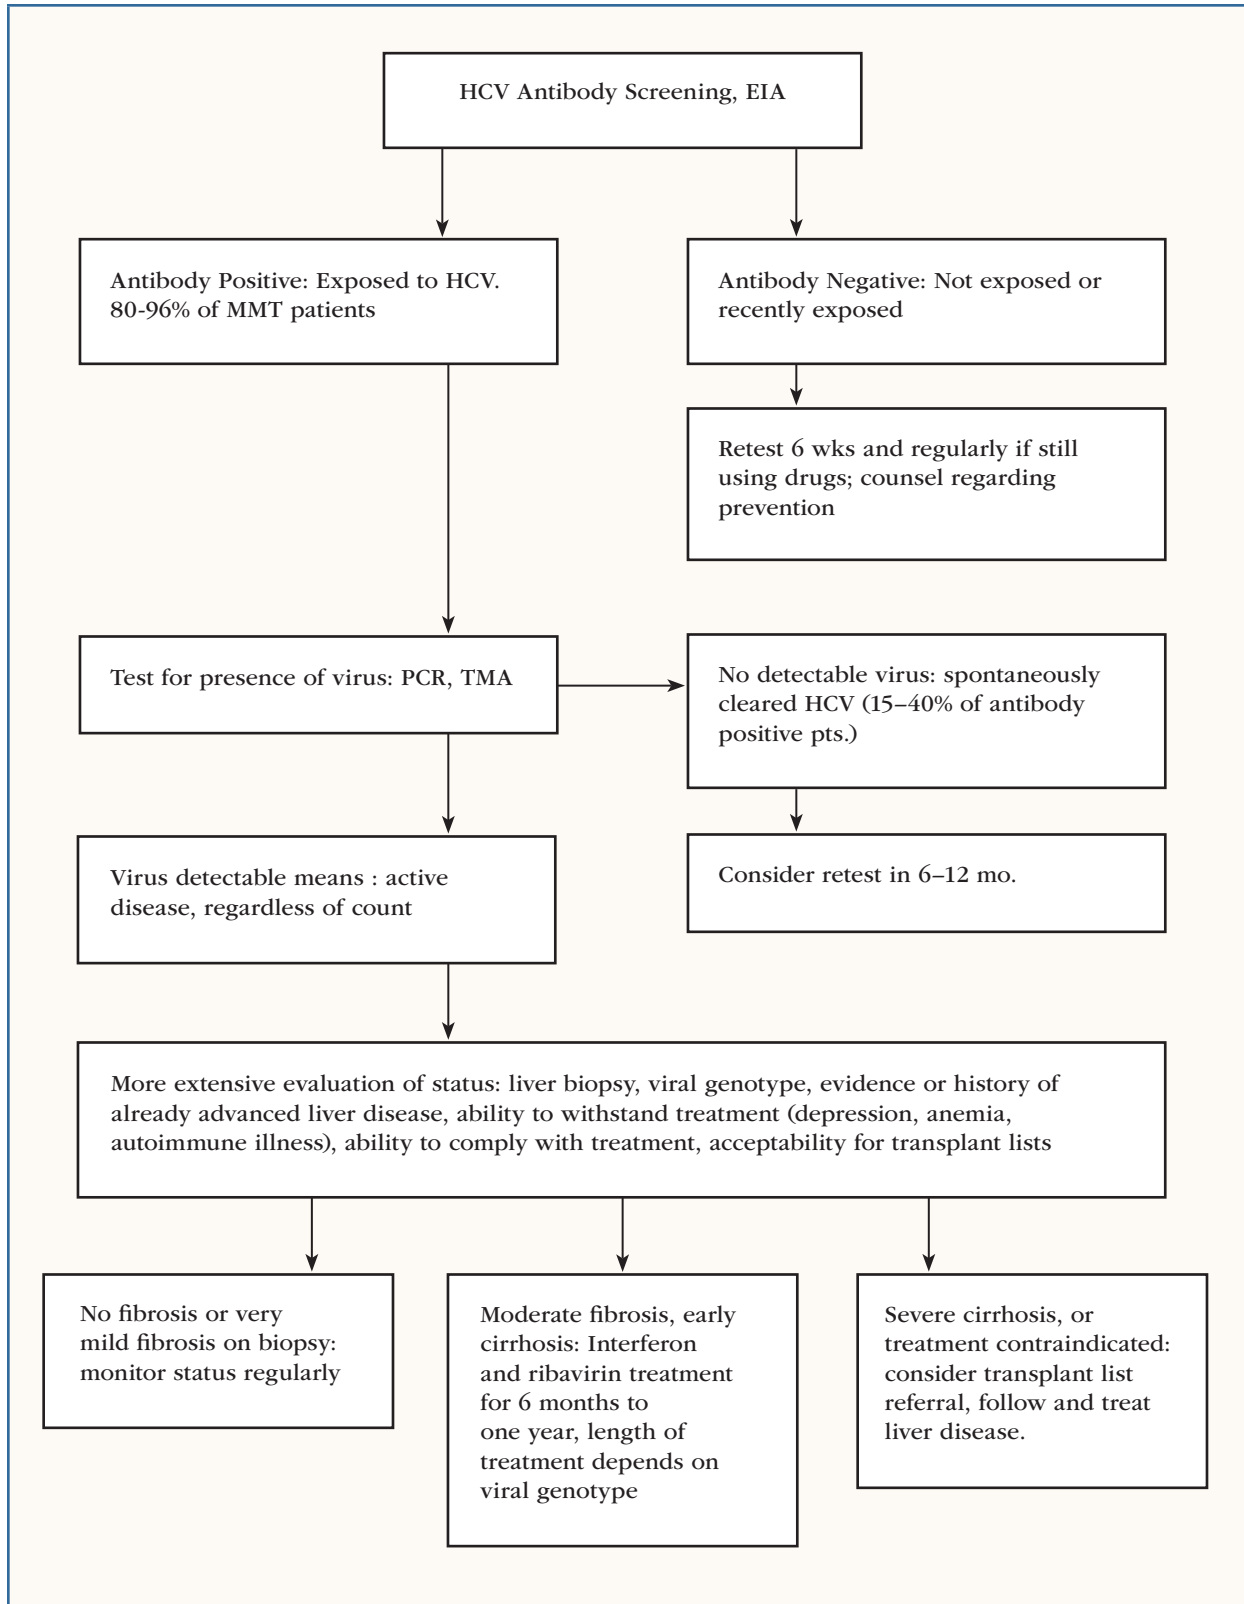 HCV Antibody Screening, EIA
Antibody Positive: Exposed to HCV.
80-96% of MMT patients
Antibody Negative: Not exposed or
recently exposed
Retest 6 wks and regularly if still
using drugs; counsel regarding
prevention
Test for presence of virus: PCR, TMA
No detectable virus: spontaneously
cleared HCV (15–40% of antibody
positive pts.)
Virus detectable means : active
disease, regardless of count
Consider retest in 6–12 mo.
More extensive evaluation of status: liver biopsy, viral genotype, evidence or history of
already advanced liver disease, ability to withstand treatment (depression, anemia,
autoimmune illness), ability to comply with treatment, acceptability for transplant lists
No fibrosis or very
mild fibrosis on biopsy:
monitor status regularly
Moderate fibrosis, early
cirrhosis: Interferon
and ribavirin treatment
for 6 months to
one year, length of
treatment depends on
viral genotype
Severe cirrhosis, or
treatment contraindicated:
consider transplant list
referral, follow and treat
liver disease.